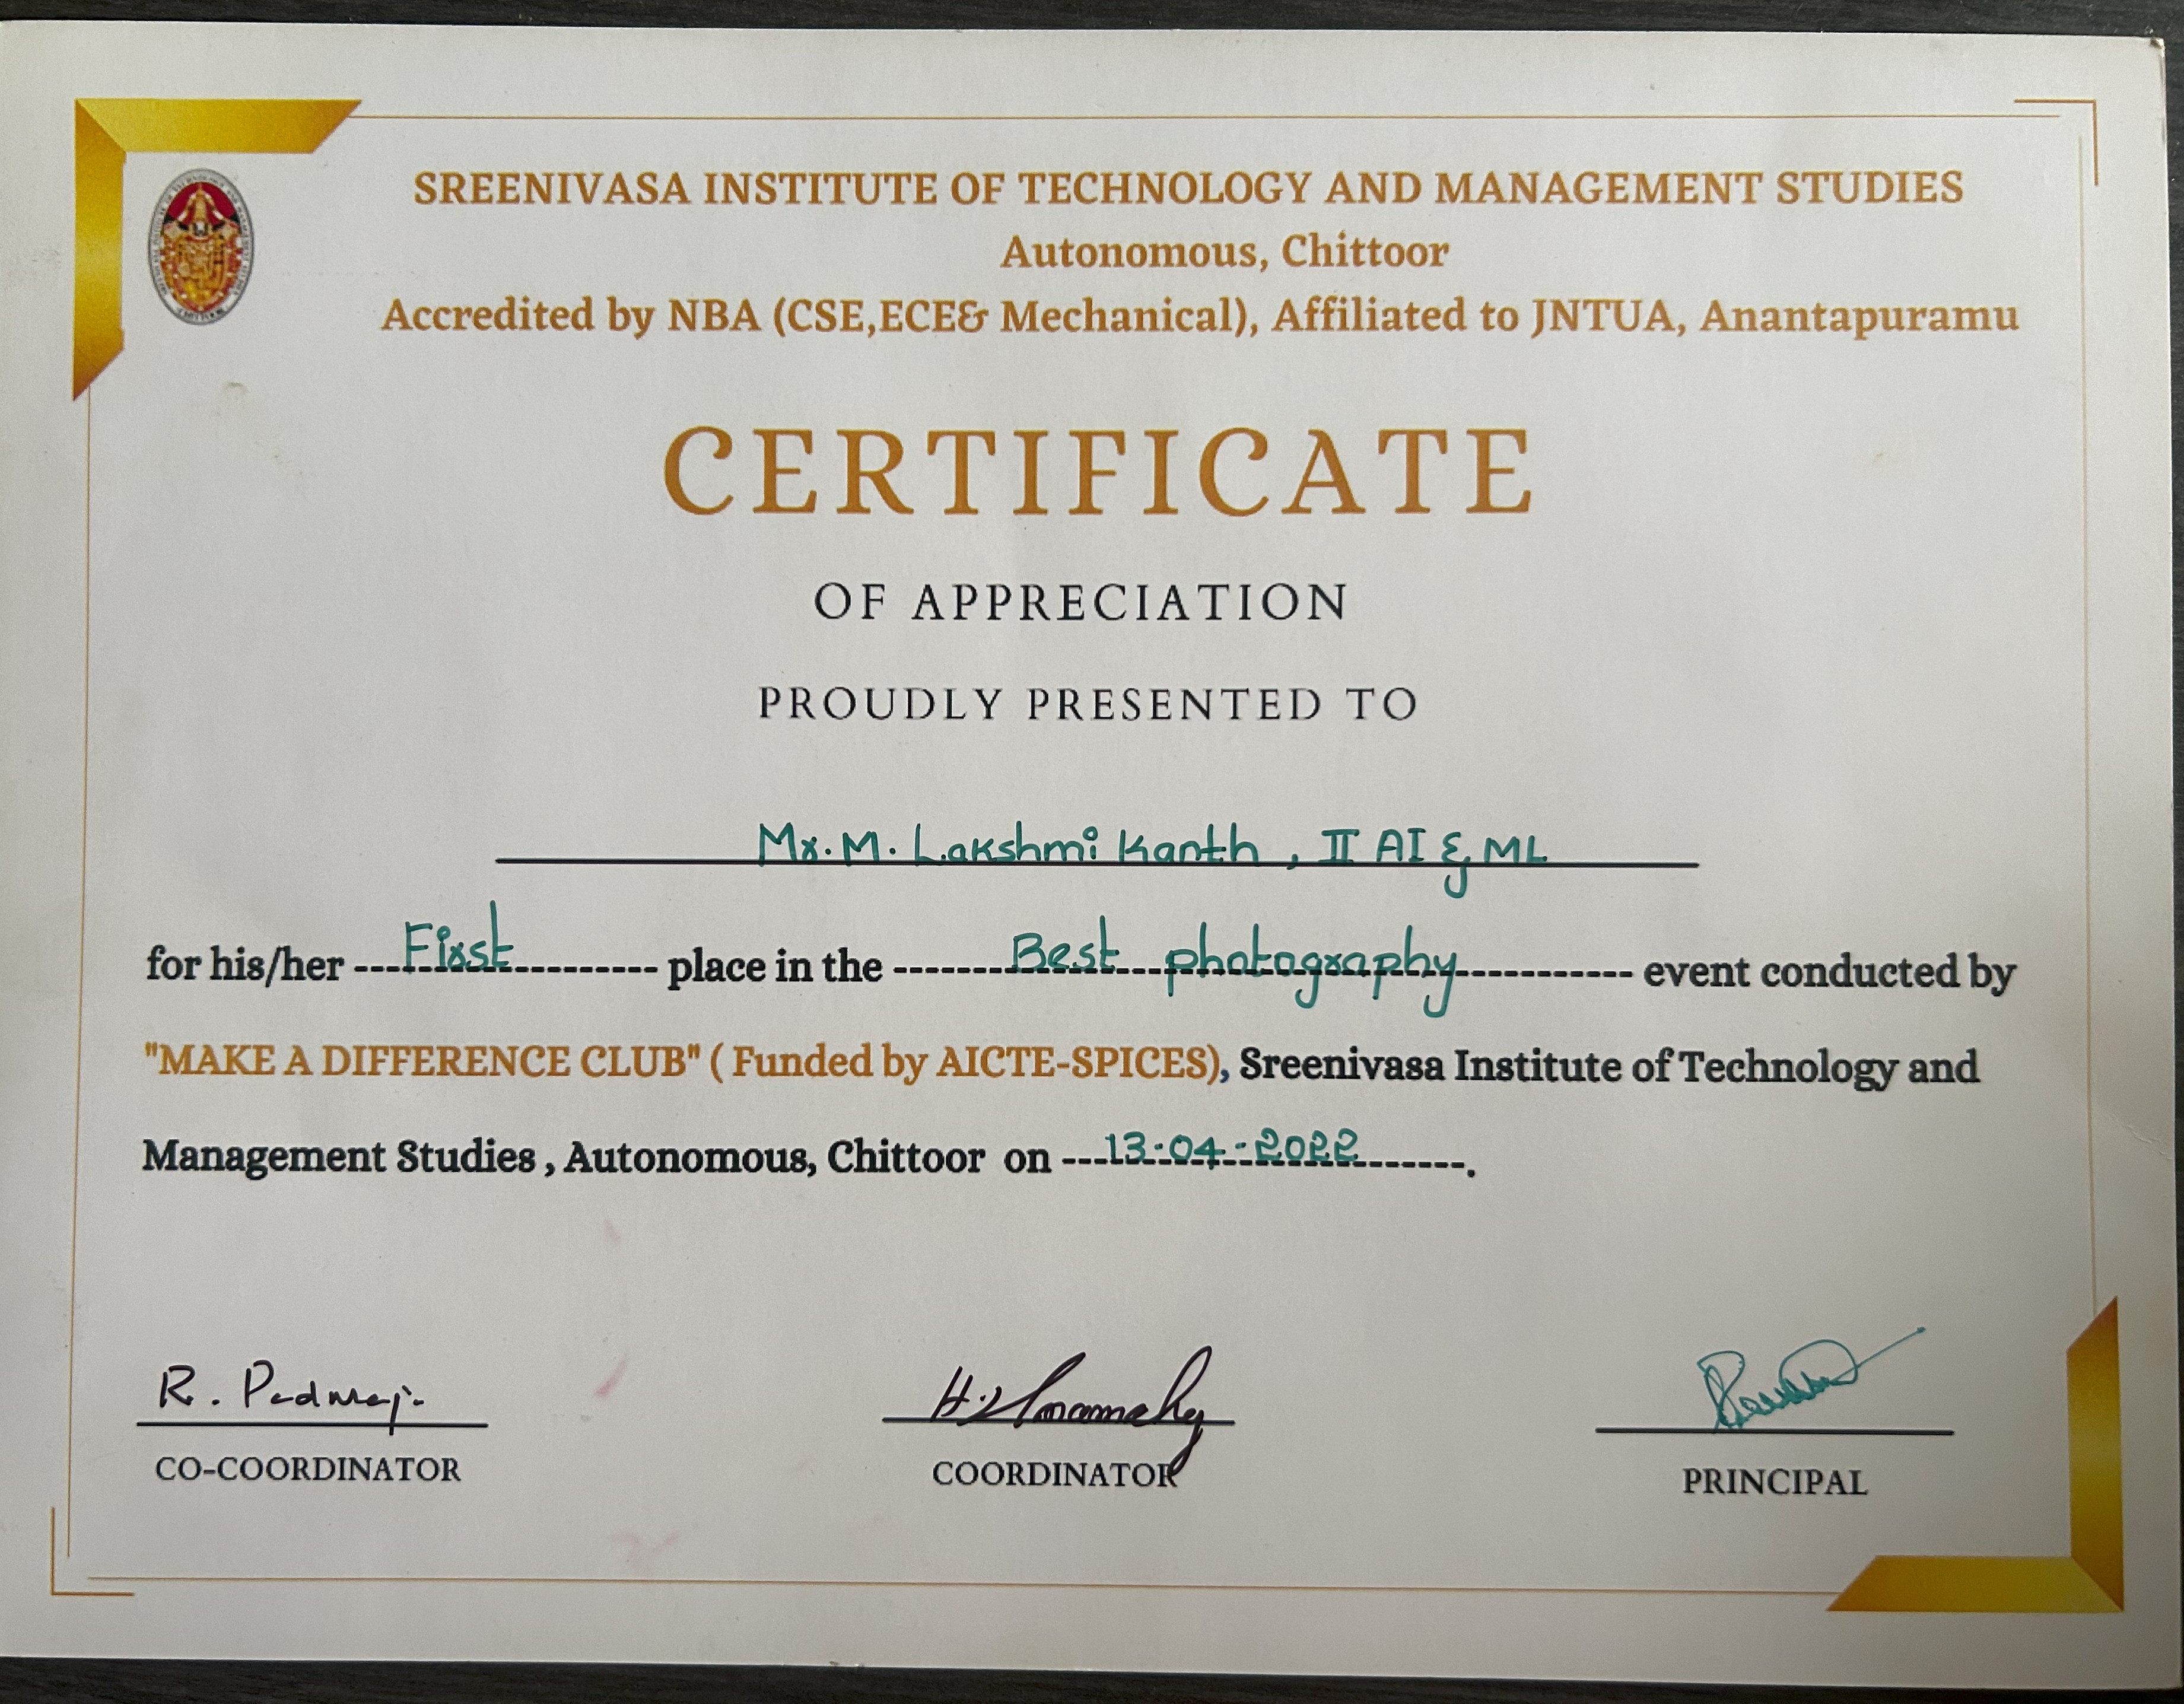 SREENIVASA INSTITUTE OF TECHNOLOGY AND MANAGEMENT STUDIES
Autonomous, Chittoor
Accredited by NBA (CSE,ECE& Mechanical), Affiliated to JNTUA, Anantapuramu
CERTIFICATE
OF APPRECIATION
PROUDLY PRESENTED TO
Mr. M. Lakshmi Kanth, II AI & ML
for his/her First place in the Best photography event conducted by
"MAKE A DIFFERENCE CLUB" ( Funded by AICTE-SPICES), Sreenivasa Institute of Technology and
Management Studies , Autonomous, Chittoor on 13-04-2022.
R. Padmaja
CO-COORDINATOR
COORDINATOR
PRINCIPAL